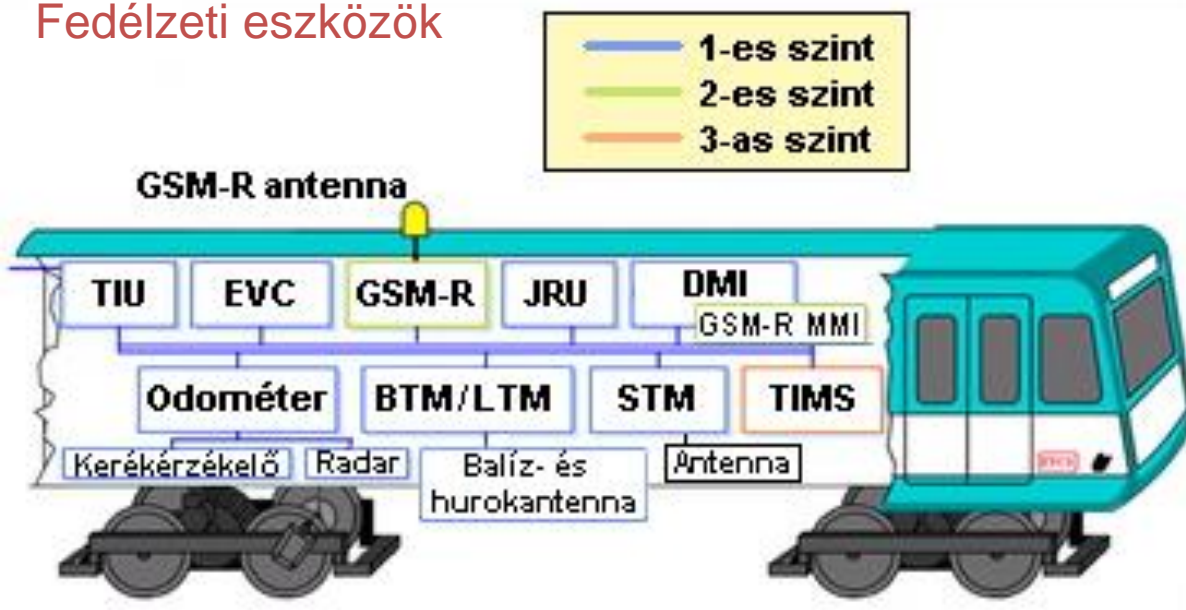 Fedélzeti eszközök
1-es szint
2-es szint
3-as szint
GSM-R antenna
TIU
EVC
GSM-R
JRU
DMI
GSM-R MMI
Odométer
BTM/LTM
STM
TIMS
Kerékérzékelő
Radar
Balíz- és
hurokantenna
Antenna